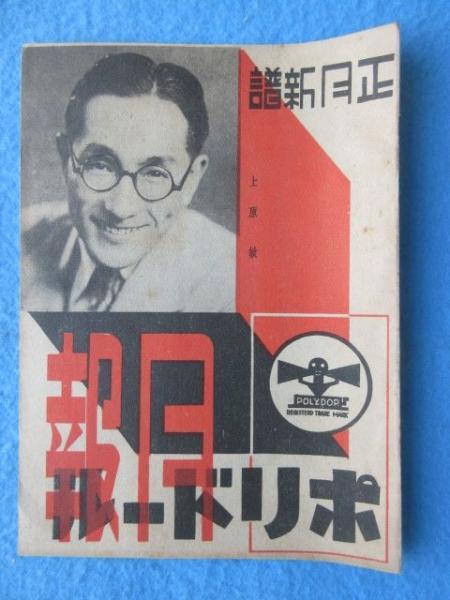 正月新譜
上原敏
月報
POLYDOR
REGISTERED TRADE MARK
ポリドール